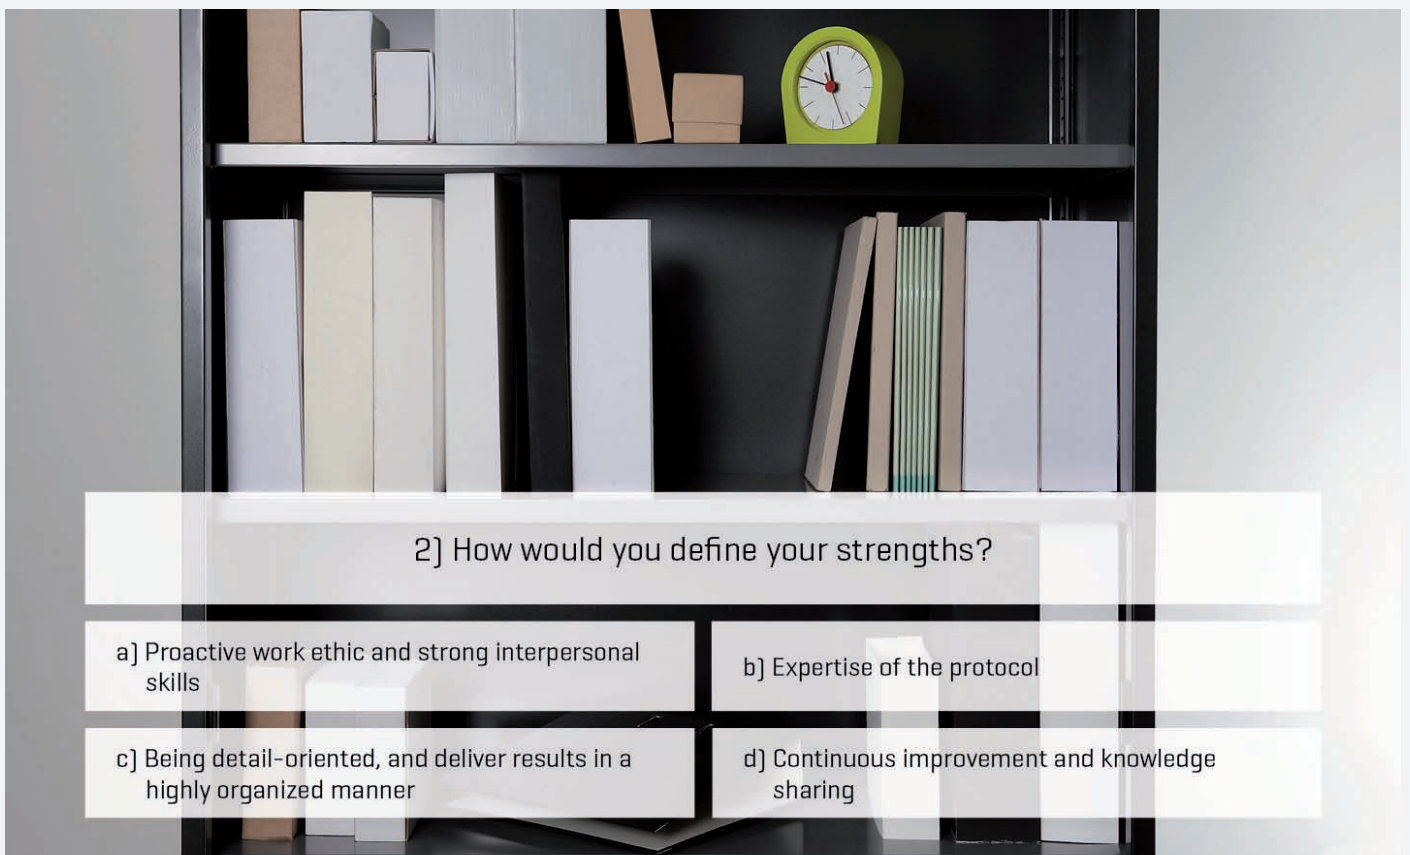 2) How would you define your strengths?
a) Proactive work ethic and strong interpersonal
skills
b) Expertise of the protocol
c) Being detail-oriented, and deliver results in a
highly organized manner
d) Continuous improvement and knowledge
sharing